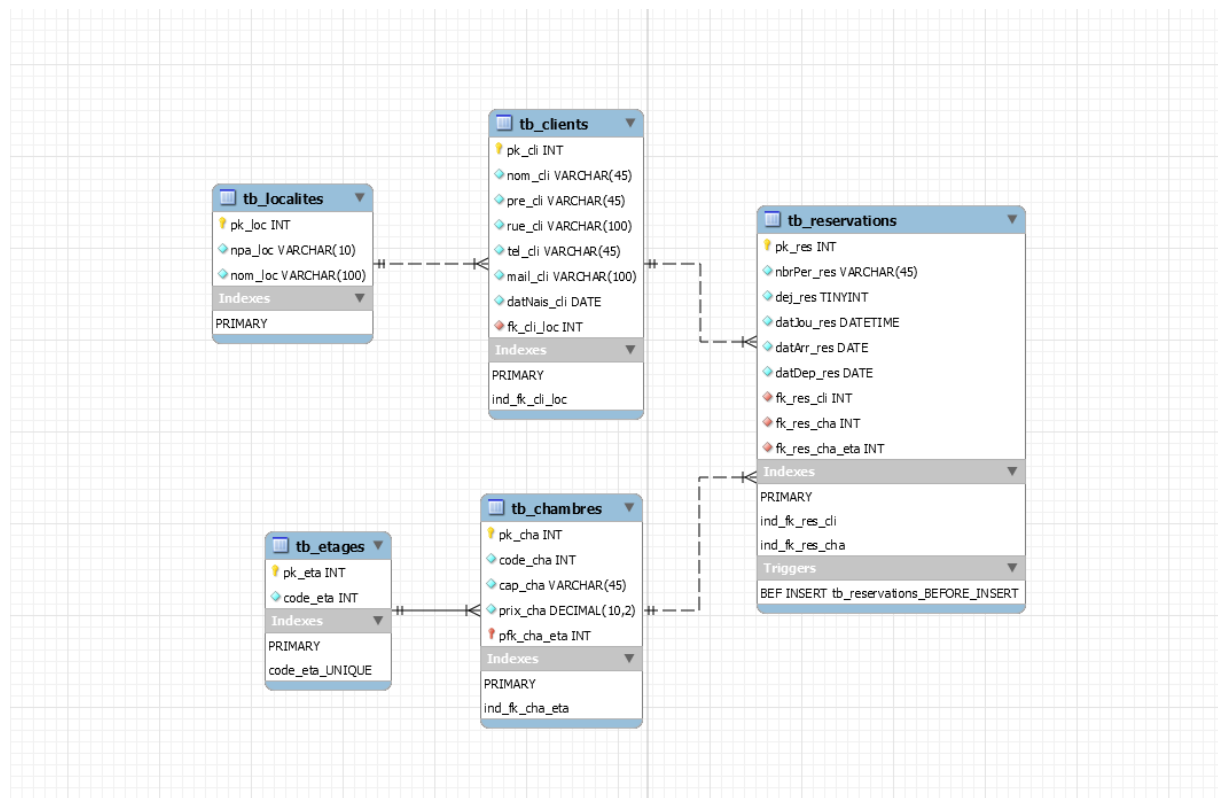 tb_localites
pk_loc INT
npa_loc VARCHAR(10)
nom_loc VARCHAR(100)
Indexes
PRIMARY
tb_clients
pk_cli INT
nom_cli VARCHAR(45)
pre_cli VARCHAR(45)
rue_cli VARCHAR(100)
tel_cli VARCHAR(45)
mail_cli VARCHAR(100)
datNais_cli DATE
fk_cli_loc INT
Indexes
PRIMARY
ind_fk_cli_loc
tb_reservations
pk_res INT
nbrPer_res VARCHAR(45)
dej_res TINYINT
datJou_res DATETIME
datArr_res DATE
datDep_res DATE
fk_res_cli INT
fk_res_cha INT
fk_res_cha_eta INT
Indexes
PRIMARY
ind_fk_res_cli
ind_fk_res_cha
Triggers
BEF INSERT tb_reservations_BEFORE_INSERT
tb_etages
pk_eta INT
code_eta INT
Indexes
PRIMARY
code_eta_UNIQUE
tb_chambres
pk_cha INT
code_cha INT
cap_cha VARCHAR(45)
prix_cha DECIMAL(10,2)
pfk_cha_eta INT
Indexes
PRIMARY
ind_fk_cha_eta